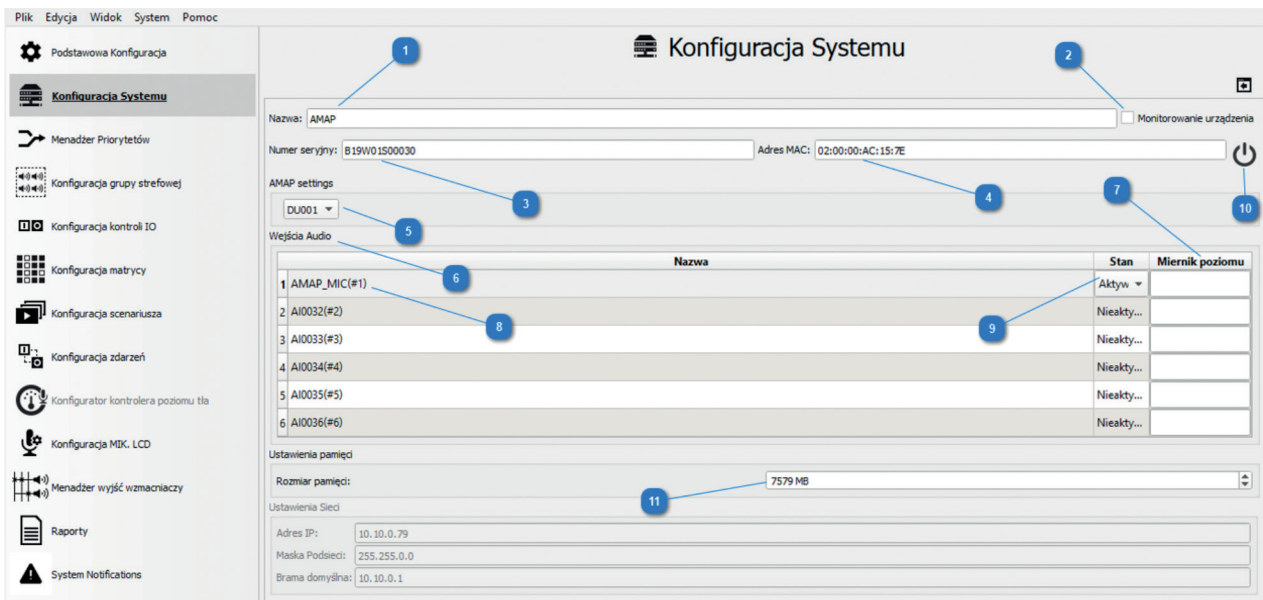 Plik Edycja Widok System Pomoc
Podstawowa Konfiguracja
Konfiguracja Systemu
Menadżer Priorytetów
Konfiguracja grupy strefowej
Konfiguracja kontroli IO
Konfiguracja matrycy
Konfiguracja scenariusza
Konfiguracja zdarzeń
Konfigurator kontrolera poziomu tła
Konfiguracja MIK. LCD
Menadżer wyjść wzmacniaczy
Raporty
System Notifications
Konfiguracja Systemu
1
2
Nazwa: AMAP
Monitorowanie urządzenia
Numer seryjny: B19W01S00030
Adres MAC: 02:00:00:AC:15:7E
3
4
7
10
AMAP settings
DU001
5
Wejścia Audio
6
Nazwa Stan Miernik poziomu
1 AMAP_MIC(#1) Aktyw
2 AI0032(#2) Nieakty...
8
9
3 AI0033(#3) Nieakty...
4 AI0034(#4) Nieakty...
5 AI0035(#5) Nieakty...
6 AI0036(#6) Nieakty...
Ustawienia pamięci
Rozmiar pamięci: 7579 MB
11
Ustawienia Sieci
Adres IP: 10.10.0.79
Maska Podsieci: 255.255.0.0
Brama domyślna: 10.10.0.1